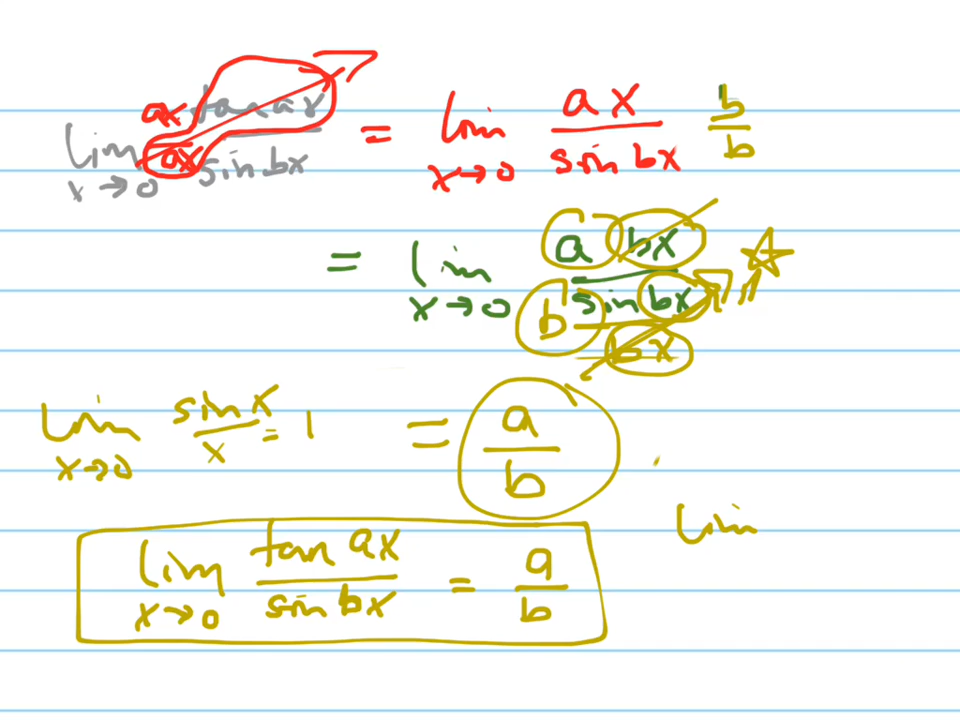 lim x→0 ax tan ax / ax sin bx = lim x→0 ax / sin bx b / b
= lim x→0 a bx / b sin bx / bx
lim x→0 sin x / x = 1 = a / b
lim
lim x→0 tan ax / sin bx = a / b